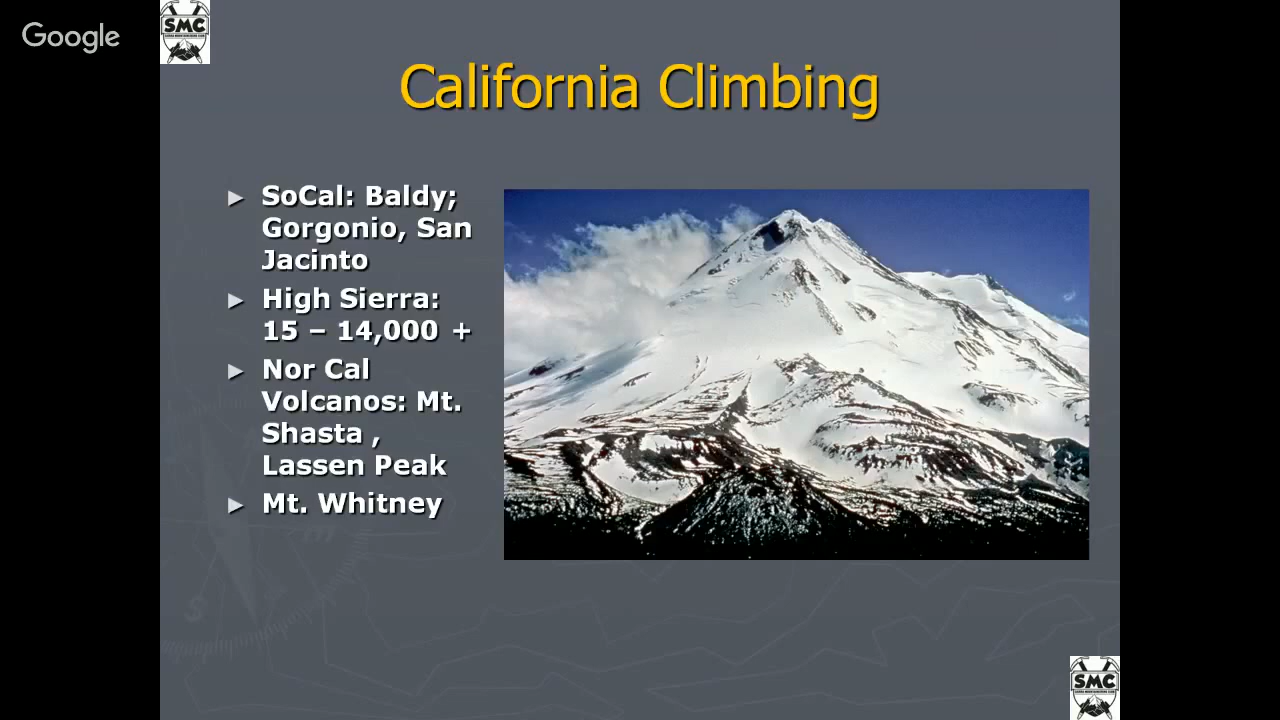 Google
SMC
California Climbing
► SoCal: Baldy;
Gorgonio, San
Jacinto
► High Sierra:
15 – 14,000 +
► Nor Cal
Volcanos: Mt.
Shasta ,
Lassen Peak
► Mt. Whitney
SMC